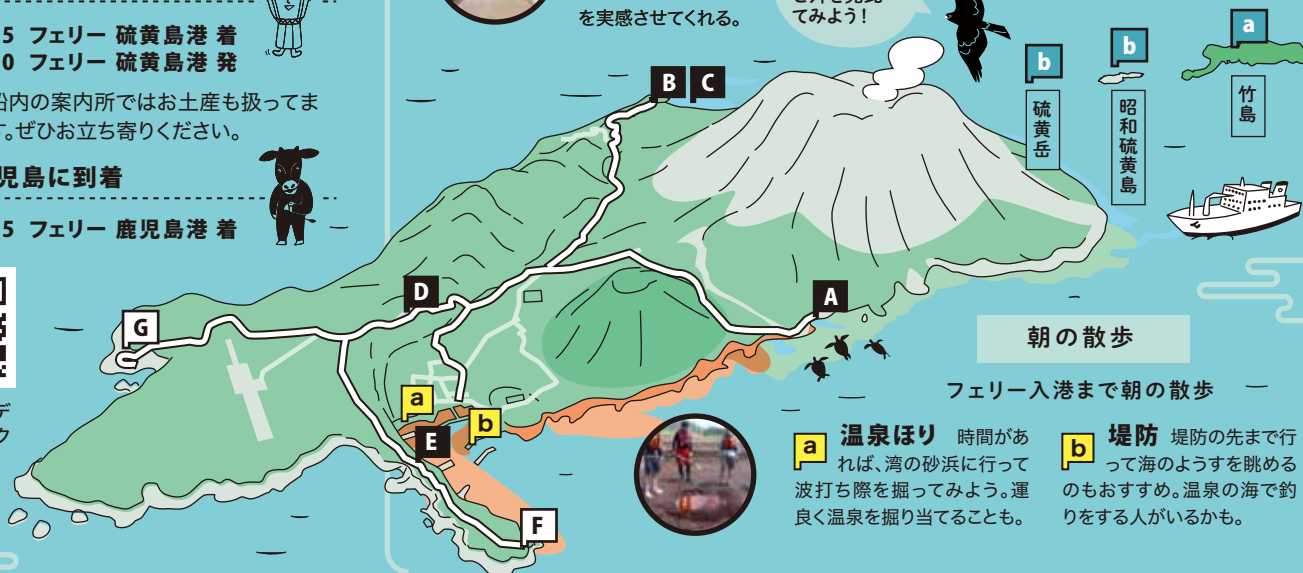 を実感させてくれる。
てみよう！
5 フェリー 硫黄島港 着
0 フェリー 硫黄島港 発
船内の案内所ではお土産も扱ってま
す。ぜひお立ち寄りください。
児島に到着
5 フェリー 鹿児島港 着
デ
ク
B
C
A
D
G
E
F
a
b
b
硫黄岳
b
昭和硫黄島
a
竹島
朝の散歩
フェリー入港まで朝の散歩
a 温泉ほり 時間があ
れば、湾の砂浜に行って
波打ち際を掘ってみよう。運
良く温泉を掘り当てることも。
b 堤防 堤防の先まで行
って海のようすを眺める
のもおすすめ。温泉の海で釣
りをする人がいるかも。